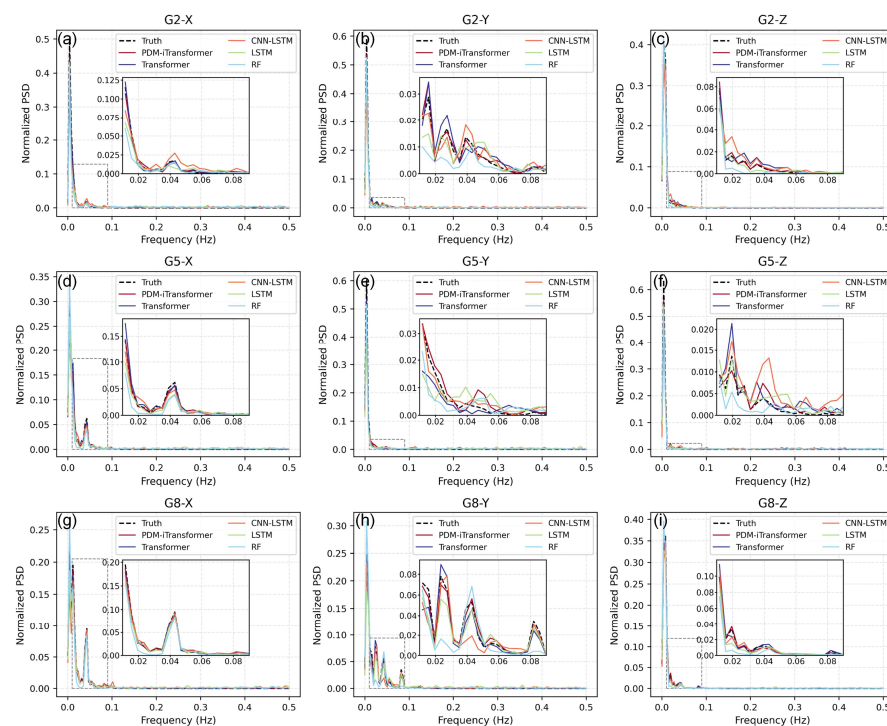 G2-X
G2-Y
G2-Z
(a)
(b)
(c)
Truth
PDM-iTransformer
Transformer
CNN-LSTM
LSTM
RF
Truth
PDM-iTransformer
Transformer
CNN-LSTM
LSTM
RF
Truth
PDM-iTransformer
Transformer
CNN-LSTM
LSTM
RF
Normalized PSD
0.5
0.4
0.3
0.2
0.1
0.0
0.125
0.100
0.075
0.050
0.025
0.000
0.02 0.04 0.06 0.08
0.0 0.1 0.2 0.3 0.4 0.5
Frequency (Hz)
Normalized PSD
0.5
0.4
0.3
0.2
0.1
0.0
0.03
0.02
0.01
0.00
0.02 0.04 0.06 0.08
0.0 0.1 0.2 0.3 0.4 0.5
Frequency (Hz)
Normalized PSD
0.4
0.3
0.2
0.1
0.0
0.08
0.06
0.04
0.02
0.00
0.02 0.04 0.06 0.08
0.0 0.1 0.2 0.3 0.4 0.5
Frequency (Hz)
G5-X
G5-Y
G5-Z
(d)
(e)
(f)
Truth
PDM-iTransformer
Transformer
CNN-LSTM
LSTM
RF
Truth
PDM-iTransformer
Transformer
CNN-LSTM
LSTM
RF
Truth
PDM-iTransformer
Transformer
CNN-LSTM
LSTM
RF
Normalized PSD
0.35
0.30
0.25
0.20
0.15
0.10
0.05
0.00
0.15
0.10
0.05
0.00
0.02 0.04 0.06 0.08
0.0 0.1 0.2 0.3 0.4 0.5
Frequency (Hz)
Normalized PSD
0.6
0.5
0.4
0.3
0.2
0.1
0.0
0.03
0.02
0.01
0.00
0.02 0.04 0.06 0.08
0.0 0.1 0.2 0.3 0.4 0.5
Frequency (Hz)
Normalized PSD
0.6
0.5
0.4
0.3
0.2
0.1
0.0
0.020
0.015
0.010
0.005
0.000
0.02 0.04 0.06 0.08
0.0 0.1 0.2 0.3 0.4 0.5
Frequency (Hz)
G8-X
G8-Y
G8-Z
(g)
(h)
(i)
Truth
PDM-iTransformer
Transformer
CNN-LSTM
LSTM
RF
Truth
PDM-iTransformer
Transformer
CNN-LSTM
LSTM
RF
Truth
PDM-iTransformer
Transformer
CNN-LSTM
LSTM
RF
Normalized PSD
0.25
0.20
0.15
0.10
0.05
0.00
0.20
0.15
0.10
0.05
0.00
0.02 0.04 0.06 0.08
0.0 0.1 0.2 0.3 0.4 0.5
Frequency (Hz)
Normalized PSD
0.30
0.25
0.20
0.15
0.10
0.05
0.00
0.08
0.06
0.04
0.02
0.00
0.02 0.04 0.06 0.08
0.0 0.1 0.2 0.3 0.4 0.5
Frequency (Hz)
Normalized PSD
0.40
0.35
0.30
0.25
0.20
0.15
0.10
0.05
0.00
0.10
0.08
0.06
0.04
0.02
0.00
0.02 0.04 0.06 0.08
0.0 0.1 0.2 0.3 0.4 0.5
Frequency (Hz)